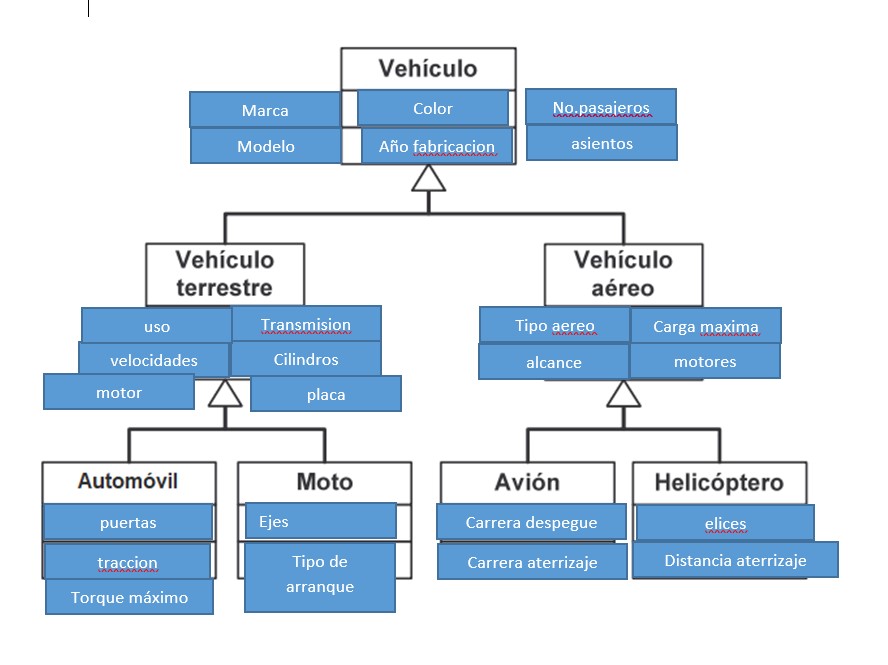 Vehículo
Marca
Color
No.pasajeros
Modelo
Año fabricacion
asientos
Vehículo
terrestre
uso
Transmision
velocidades
Cilindros
motor
placa
Vehículo
aéreo
Tipo aereo
Carga maxima
alcance
motores
Automóvil
puertas
traccion
Torque máximo
Moto
Ejes
Tipo de
arranque
Avión
Carrera despegue
Carrera aterrizaje
Helicóptero
elices
Distancia aterrizaje